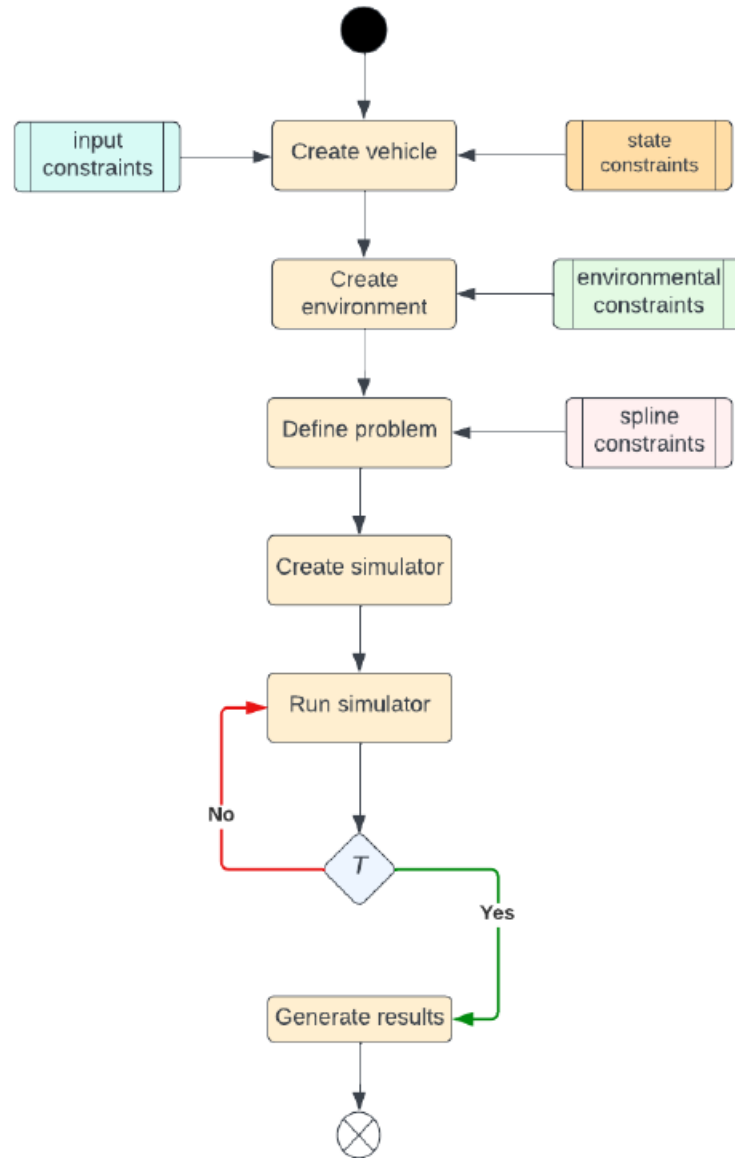 input
constraints
Create vehicle
state
constraints
Create
environment
environmental
constraints
Define problem
spline
constraints
Create simulator
Run simulator
No
T
Yes
Generate results